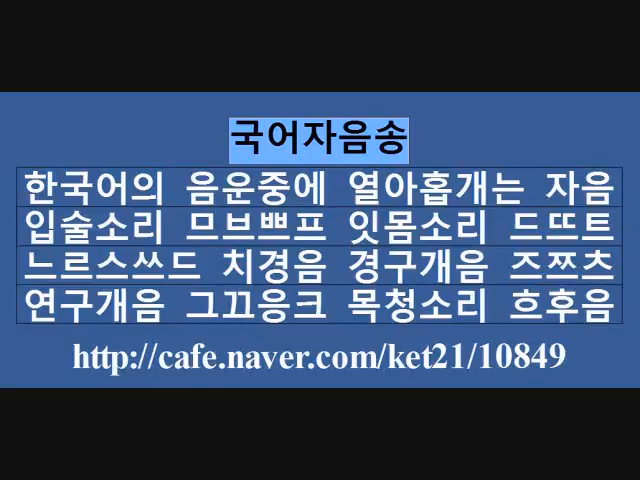 국어자음송
한국어의 음운중에 열아홉개는 자음
입술소리 므브쁘프 잇몸소리 드뜨트
느르스쓰드 치경음 경구개음 즈쯔츠
연구개음 그끄응크 목청소리 흐후음
http://cafe.naver.com/ket21/10849